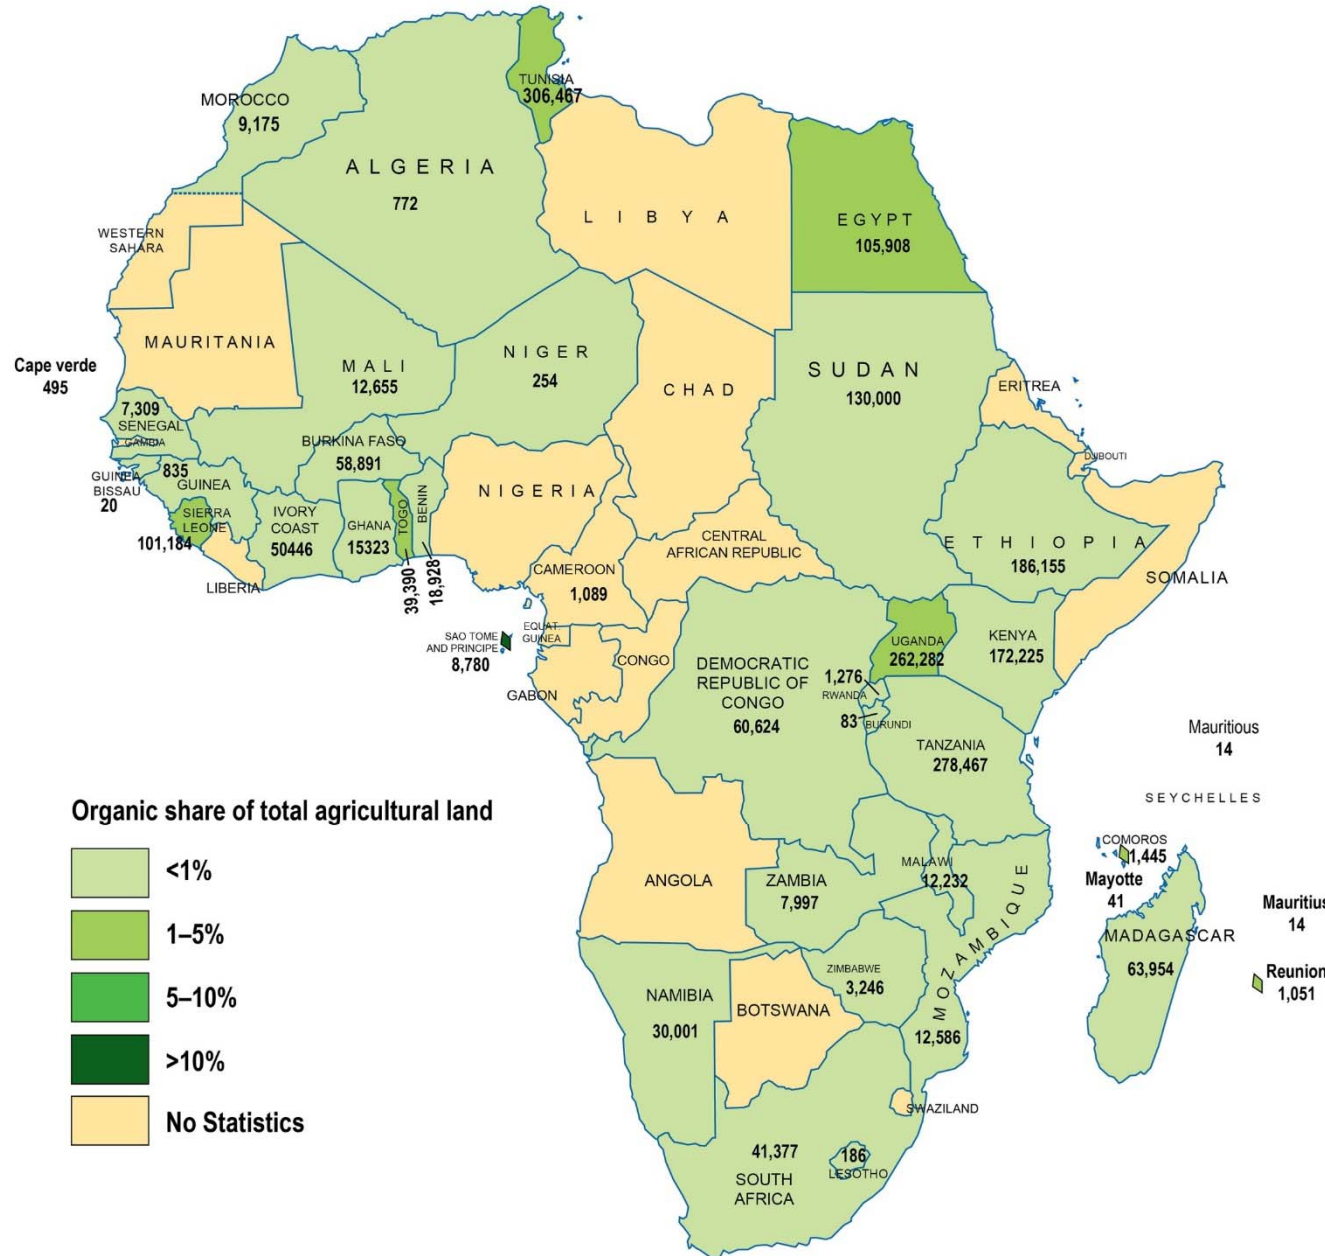 TUNISIA
306,467
MOROCCO
9,175
ALGERIA
772
LIBYA
EGYPT
105,908
WESTERN
SAHARA
MAURITANIA
Cape verde
495
MALI
12,655
NIGER
254
CHAD
SUDAN
130,000
ERITREA
7,309
SENEGAL
GAMBIA
BURKINA FASO
58,891
DJIBOUTI
GUINEA
BISSAU
20
835
GUINEA
SIERRA
LEONE
101,184
LIBERIA
IVORY
COAST
50446
GHANA
15323
TOGO
39,390
BENIN
18,928
NIGERIA
CENTRAL
AFRICAN REPUBLIC
CAMEROON
1,089
ETHIOPIA
186,155
SOMALIA
SAO TOME
AND PRINCIPE
8,780
EQUAT.
GUINEA
GABON
CONGO
DEMOCRATIC
REPUBLIC OF
CONGO
60,624
UGANDA
262,282
KENYA
172,225
1,276
RWANDA
83
BURUNDI
TANZANIA
278,467
Mauritious
14
SEYCHELLES
Organic share of total agricultural land
<1%
1–5%
5–10%
>10%
No Statistics
ANGOLA
ZAMBIA
7,997
MALAWI
12,232
MOZAMBIQUE
12,586
COMOROS
1,445
Mayotte
41
Mauritius
14
MADAGASCAR
63,954
Reunion
1,051
NAMIBIA
30,001
BOTSWANA
ZIMBABWE
3,246
SWAZILAND
41,377
SOUTH
AFRICA
186
LESOTHO